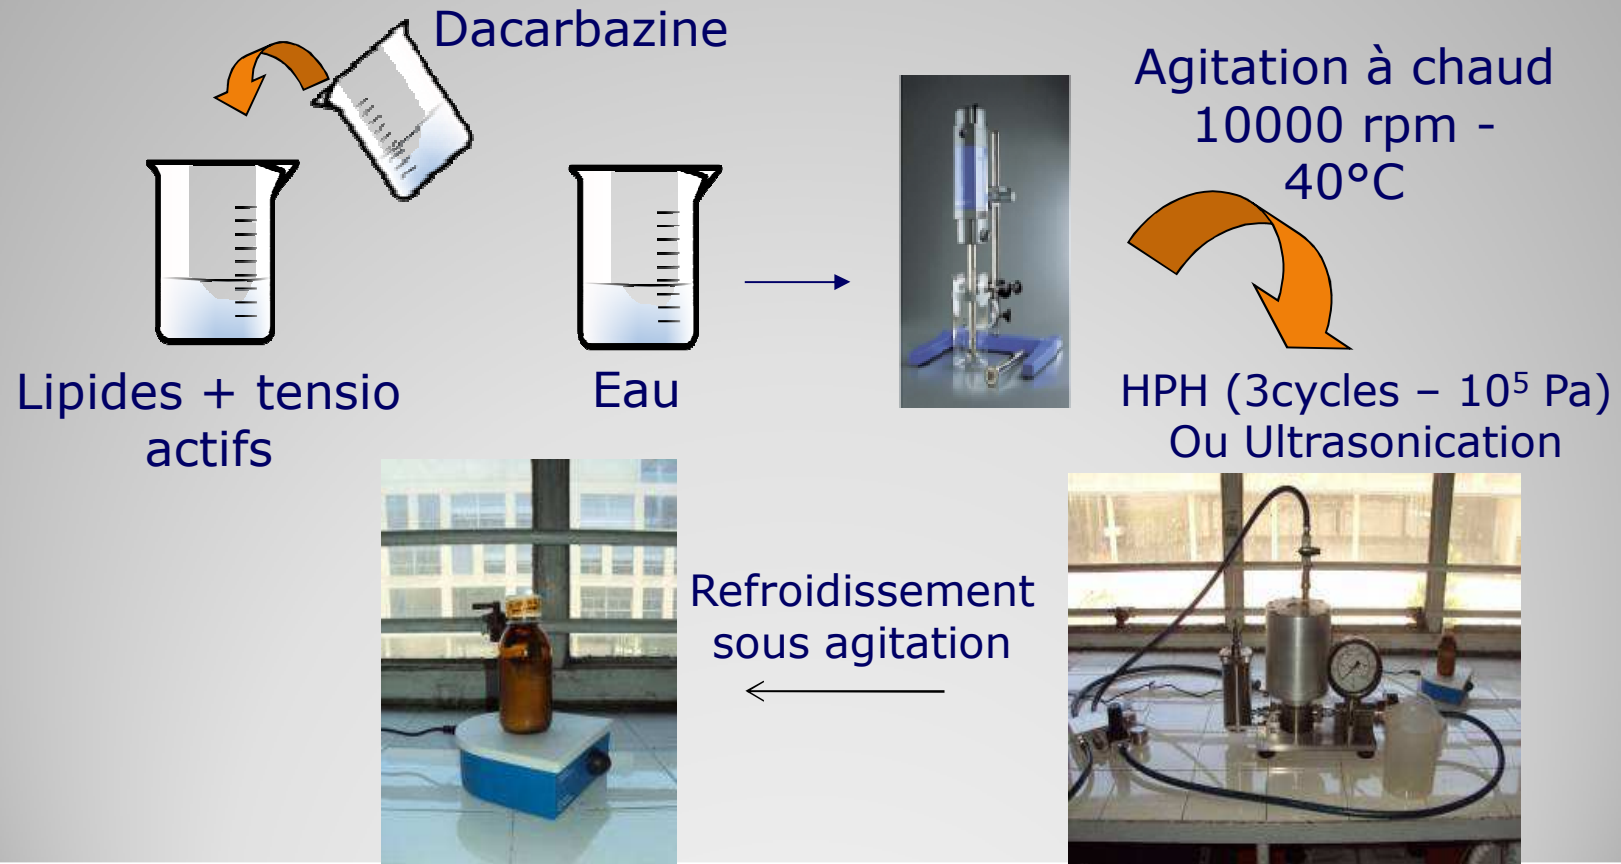 Dacarbazine
Agitation à chaud
10000 rpm -
40°C
Lipides + tensio
actifs
Eau
HPH (3cycles – 10⁵ Pa)
Ou Ultrasonication
Refroidissement
sous agitation